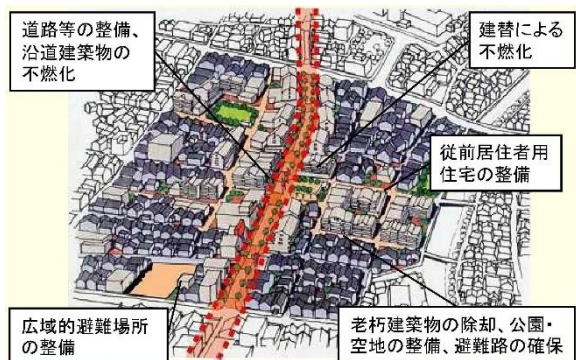 道路等の整備、
沿道建築物の
不燃化
建替による
不燃化
従前居住者用
住宅の整備
広域的避難場所
の整備
老朽建築物の除却、公園・
空地の整備、避難路の確保